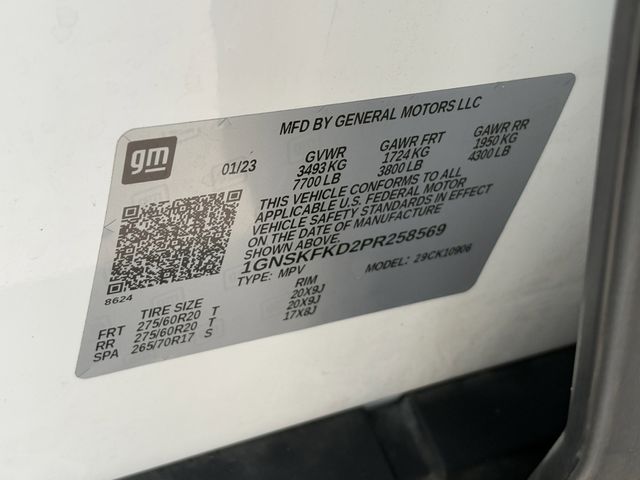 MFD BY GENERAL MOTORS LLC
gm
01/23 GVWR GAWR FRT GAWR RR
3493 KG 1724 KG 1950 KG
7700 LB 3800 LB 4300 LB
THIS VEHICLE CONFORMS TO ALL
APPLICABLE U.S. FEDERAL MOTOR
VEHICLE SAFETY STANDARDS IN EFFECT
ON THE DATE OF MANUFACTURE
SHOWN ABOVE.
1GNSKFKD2PR258569
TYPE: MPV MODEL: 29CK10906
8624
TIRE SIZE RIM
FRT 275/60R20 T 20X9J
RR 275/60R20 T 20X9J
SPA 265/70R17 S 17X8J